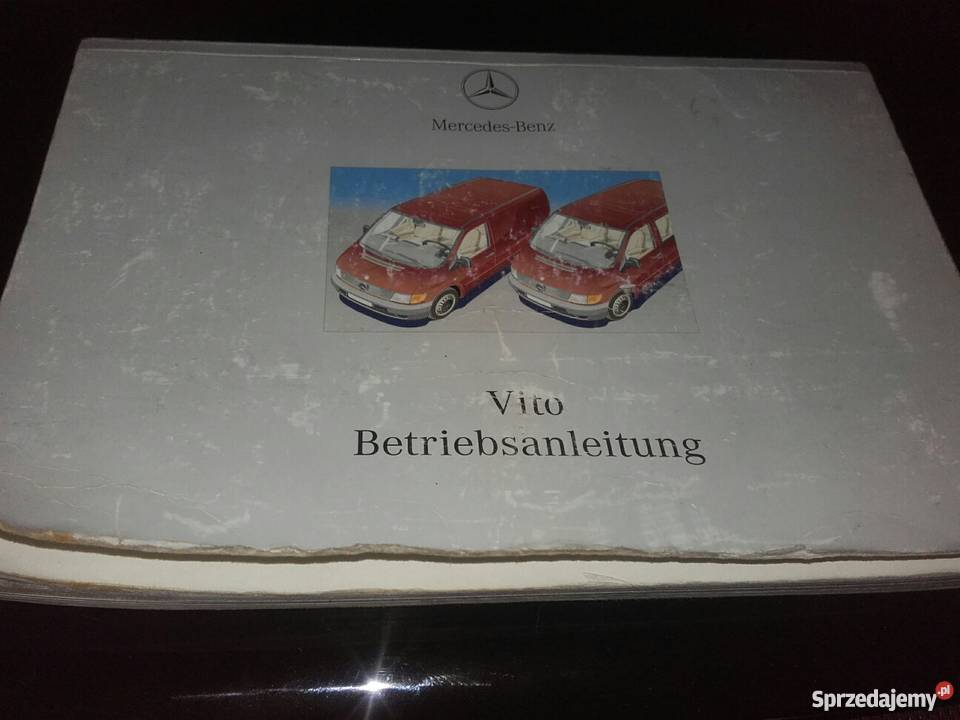 Mercedes-Benz
Vito
Betriebsanleitung
Sprzedajemy.pl